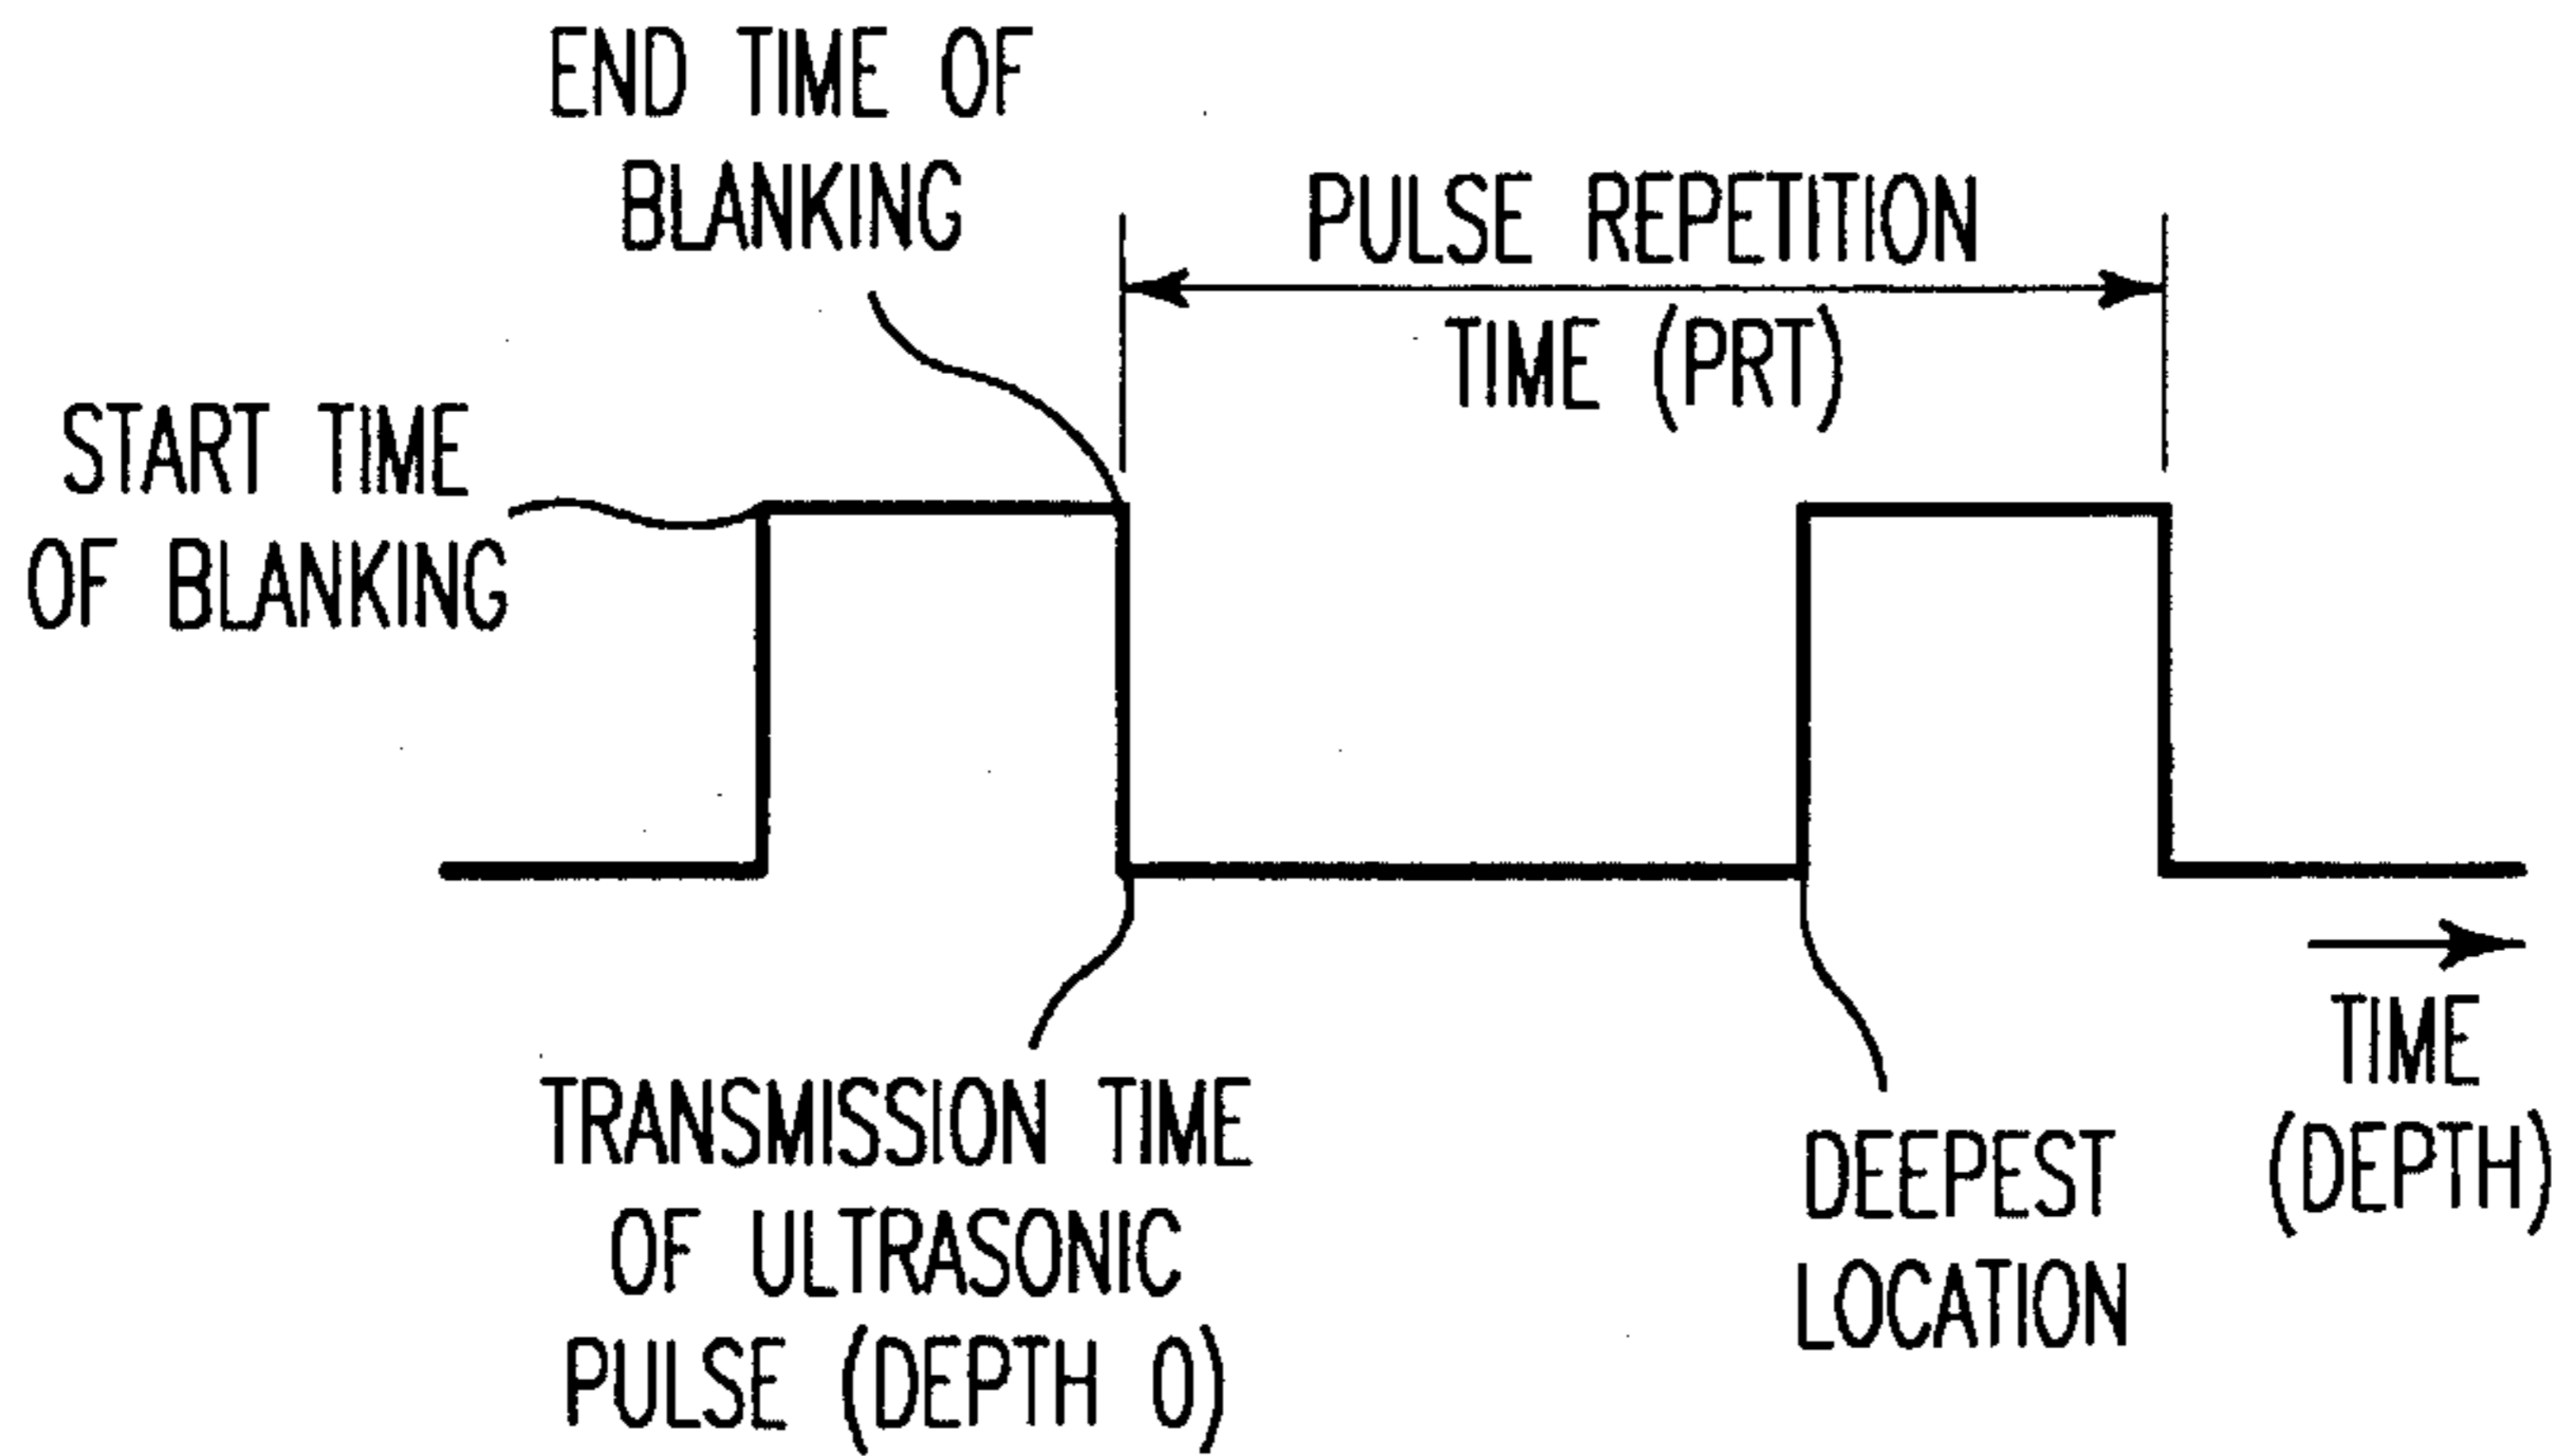 END TIME OF
BLANKING
PULSE REPETITION
TIME (PRT)
START TIME
OF BLANKING
TRANSMISSION TIME
OF ULTRASONIC
PULSE (DEPTH 0)
DEEPEST
LOCATION
TIME
(DEPTH)